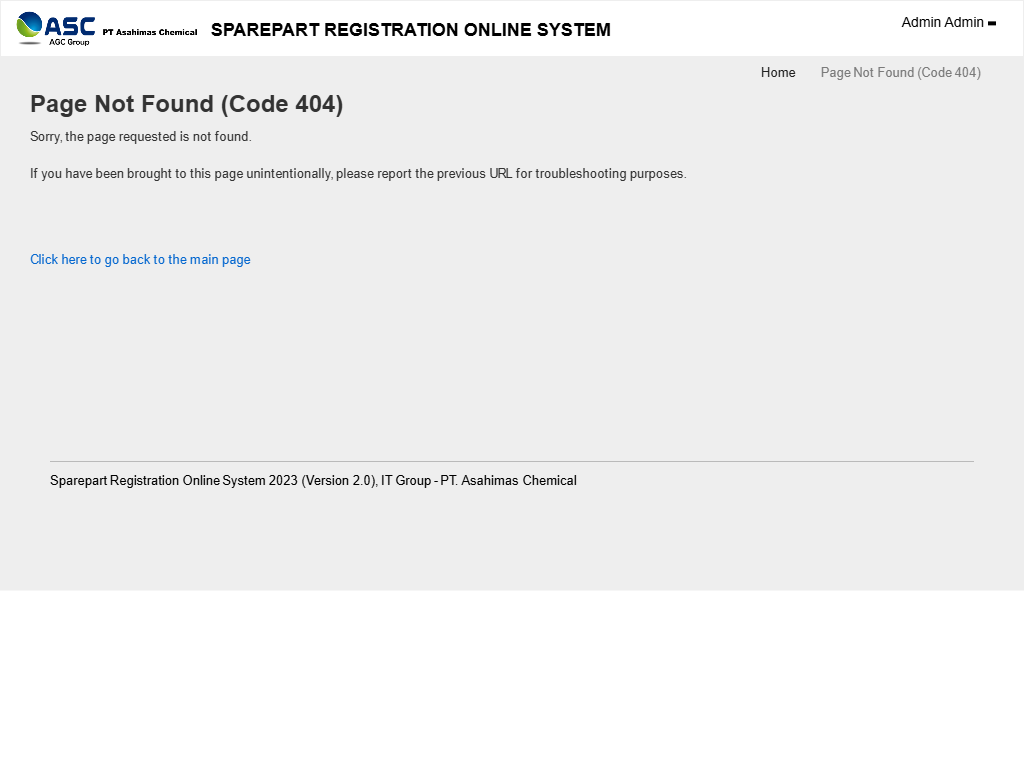 ASC
AGC Group
PT Asahimas Chemical
SPAREPART REGISTRATION ONLINE SYSTEM
Admin Admin
Home
Page Not Found (Code 404)
Page Not Found (Code 404)
Sorry, the page requested is not found.
If you have been brought to this page unintentionally, please report the previous URL for troubleshooting purposes.
Click here to go back to the main page
Sparepart Registration Online System 2023 (Version 2.0), IT Group - PT. Asahimas Chemical